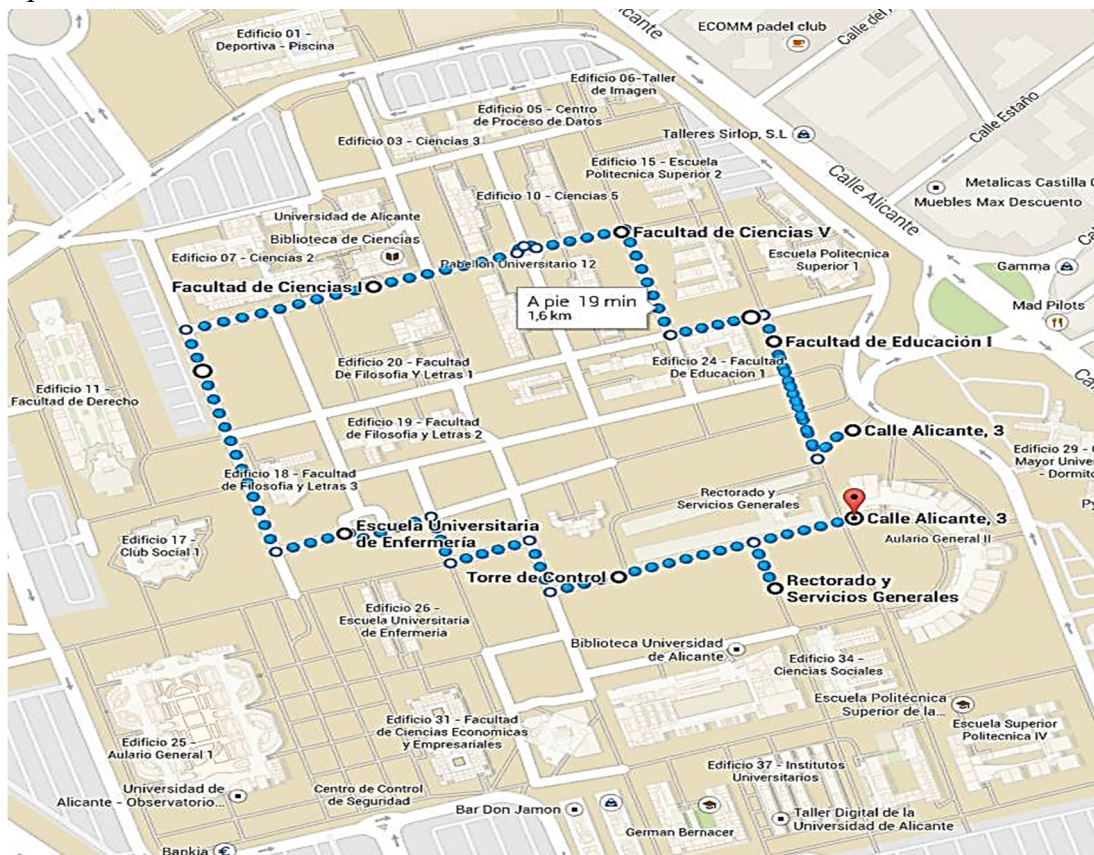 Edificio 01 -
Deportiva - Piscina
Alicante
ECOMM padel club
Calle del
Edificio 06-Taller
de Imagen
Edificio 05 - Centro
de Proceso de Datos
Edificio 03 - Ciencias 3
Talleres Sirlop, S.L
Calle Estaño
Edificio 15 - Escuela
Politecnica Superior 2
Calle Alicante
Metalicas Castilla
Muebles Max Descuento
Edificio 10 - Ciencias 5
Universidad de Alicante
Biblioteca de Ciencias
Facultad de Ciencias V
Edificio 07 - Ciencias 2
Pabellón Universitario 12
Escuela Politecnica
Superior 1
Gamma
Facultad de Ciencias I
A pie 19 min
1,6 km
Mad Pilots
Facultad de Educación I
Edificio 20 - Facultad
De Filosofia Y Letras 1
Edificio 24 - Facultad
De Educacion 1
Calle
Edificio 11 -
Facultad de Derecho
Edificio 19 - Facultad
de Filosofia y Letras 2
Calle Alicante, 3
Edificio 29 -
Mayor Univer
- Dormito
Edificio 18 - Facultad
de Filosofia y Letras 3
Rectorado y
Servicios Generales
Py
Calle Alicante, 3
Escuela Universitaria
de Enfermería
Edificio 17 -
Club Social 1
Aulario General II
Torre de Control
Rectorado y
Servicios Generales
Edificio 26 -
Escuela Universitaria
de Enfermeria
Biblioteca Universidad
de Alicante
Edificio 34 -
Ciencias Sociales
Escuela Politécnica
Superior de la...
Edificio 31 - Facultad
de Ciencias Economicas
y Empresariales
Escuela Superior
Politecnica IV
Edificio 25 -
Aulario General 1
Edificio 37 - Institutos
Universitarios
Universidad de
Alicante - Observatorio...
Centro de Control
de Seguridad
Bar Don Jamon
Taller Digital de la
Universidad de Alicante
German Bernacer
Bankia